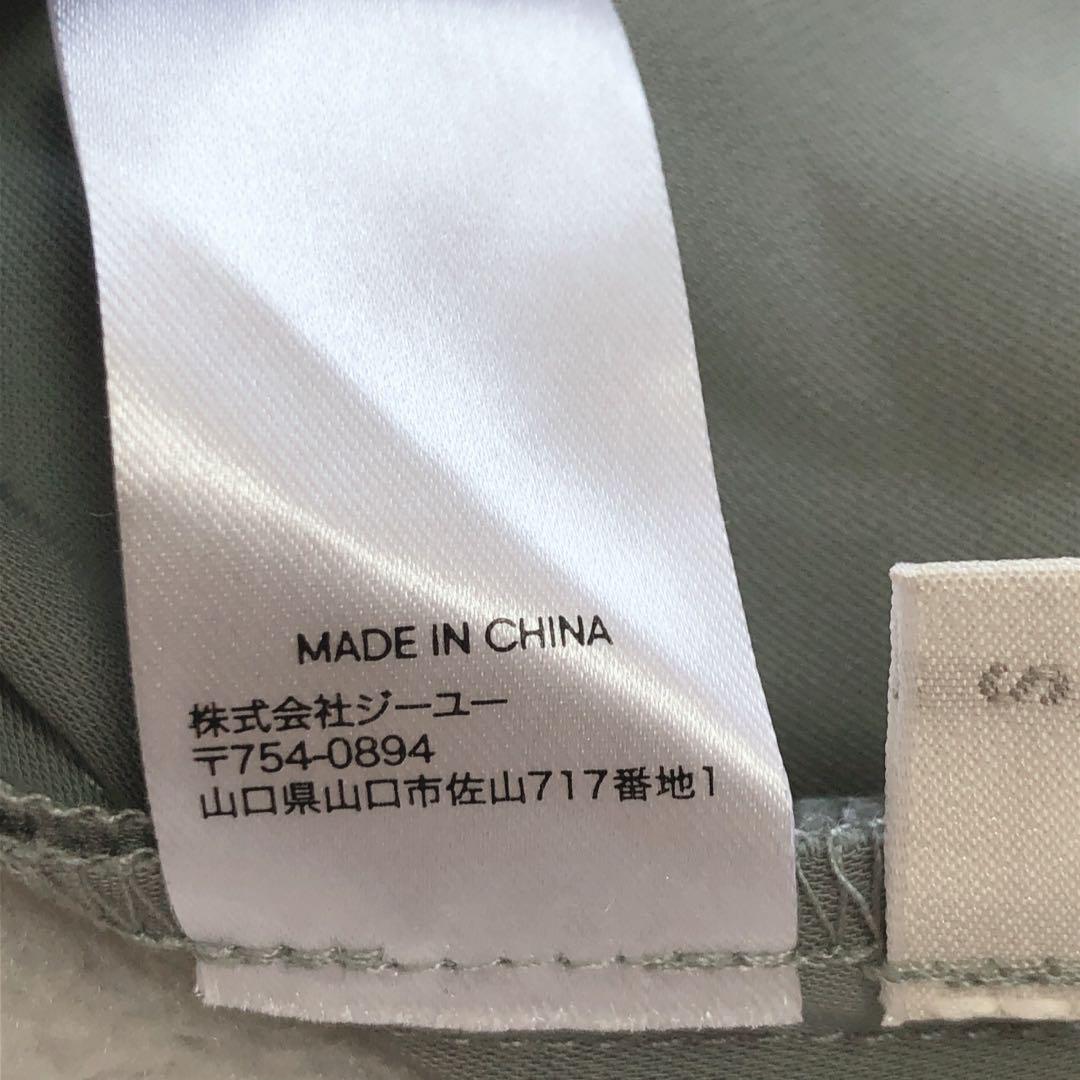 MADE IN CHINA
株式会社ジーユー
〒754-0894
山口県山口市佐山717番地1
S